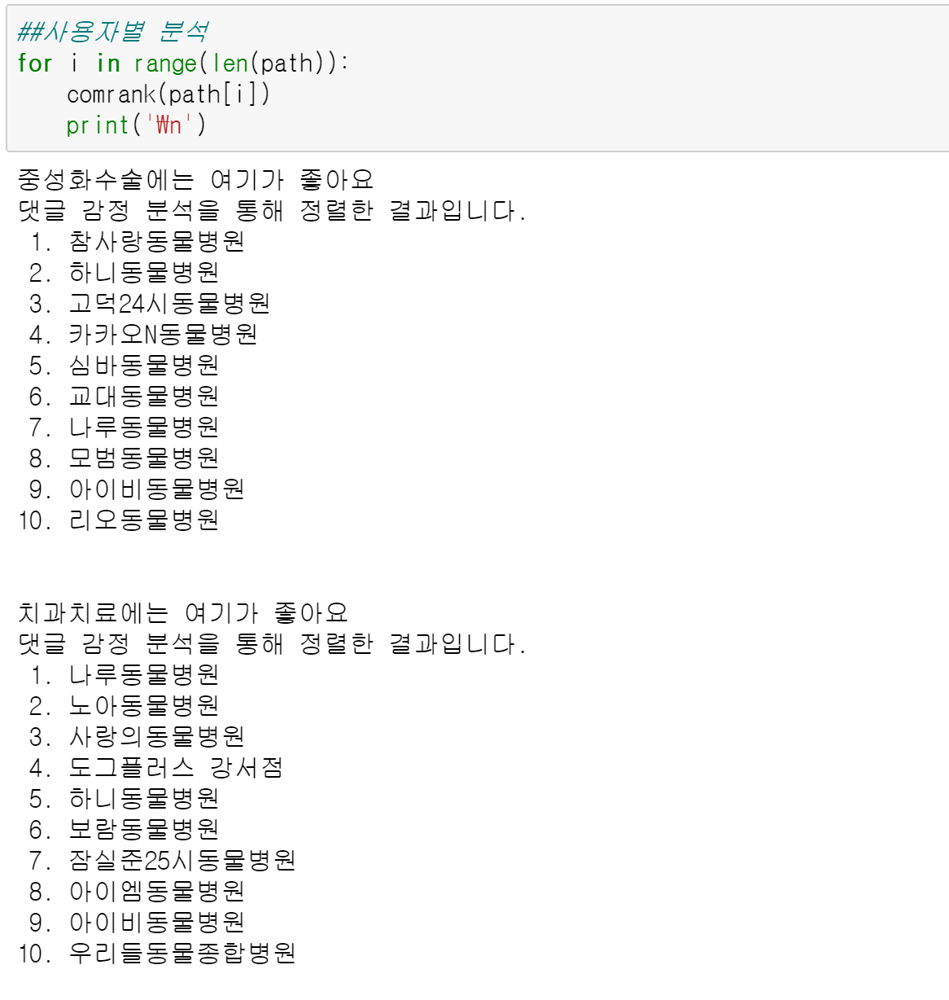 ##사용자별 분석
for i in range(len(path)):
    comrank(path[i])
    print('₩n')
중성화수술에는 여기가 좋아요
댓글 감정 분석을 통해 정렬한 결과입니다.
 1. 참사랑동물병원
 2. 하니동물병원
 3. 고덕24시동물병원
 4. 카카오N동물병원
 5. 심바동물병원
 6. 교대동물병원
 7. 나루동물병원
 8. 모범동물병원
 9. 아이비동물병원
10. 리오동물병원
치과치료에는 여기가 좋아요
댓글 감정 분석을 통해 정렬한 결과입니다.
 1. 나루동물병원
 2. 노아동물병원
 3. 사랑의동물병원
 4. 도그플러스 강서점
 5. 하니동물병원
 6. 보람동물병원
 7. 잠실준25시동물병원
 8. 아이엠동물병원
 9. 아이비동물병원
10. 우리들동물종합병원